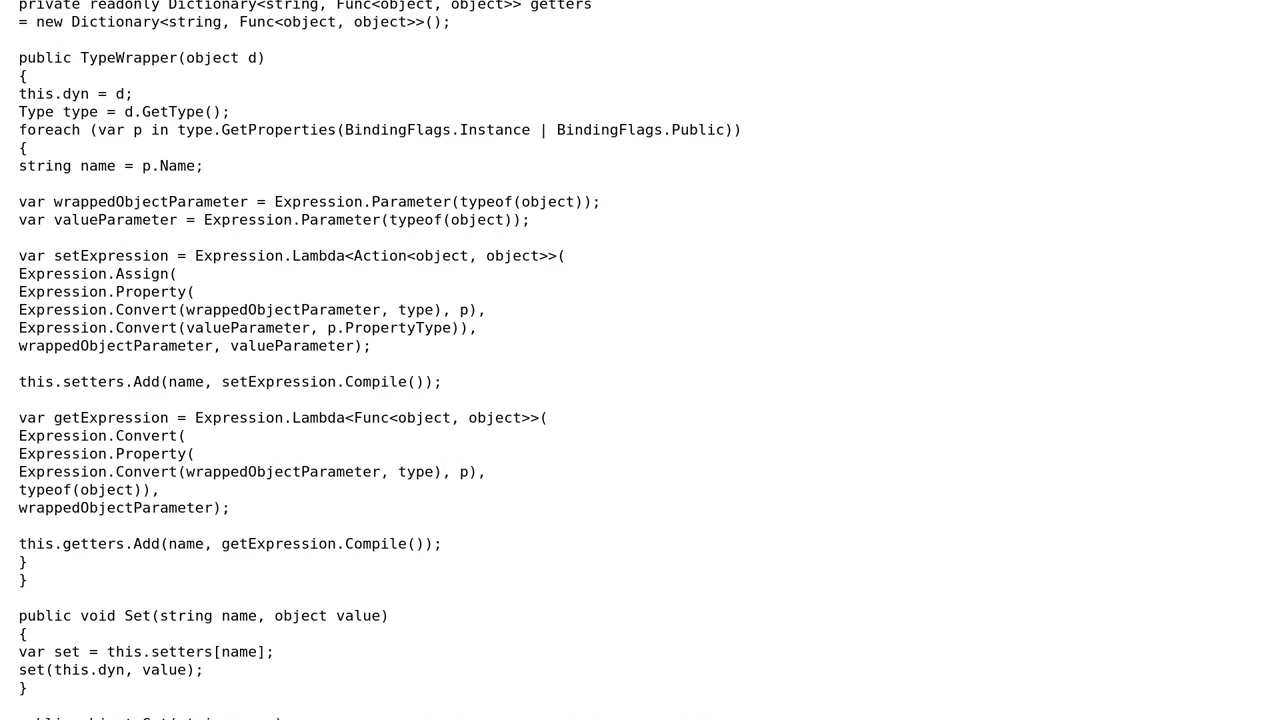 private readonly Dictionary<string, Func<object, object>> getters
= new Dictionary<string, Func<object, object>>();

public TypeWrapper(object d)
{
this.dyn = d;
Type type = d.GetType();
foreach (var p in type.GetProperties(BindingFlags.Instance | BindingFlags.Public))
{
string name = p.Name;

var wrappedObjectParameter = Expression.Parameter(typeof(object));
var valueParameter = Expression.Parameter(typeof(object));

var setExpression = Expression.Lambda<Action<object, object>>(
Expression.Assign(
Expression.Property(
Expression.Convert(wrappedObjectParameter, type), p),
Expression.Convert(valueParameter, p.PropertyType)),
wrappedObjectParameter, valueParameter);

this.setters.Add(name, setExpression.Compile());

var getExpression = Expression.Lambda<Func<object, object>>(
Expression.Convert(
Expression.Property(
Expression.Convert(wrappedObjectParameter, type), p),
typeof(object)),
wrappedObjectParameter);

this.getters.Add(name, getExpression.Compile());
}
}

public void Set(string name, object value)
{
var set = this.setters[name];
set(this.dyn, value);
}